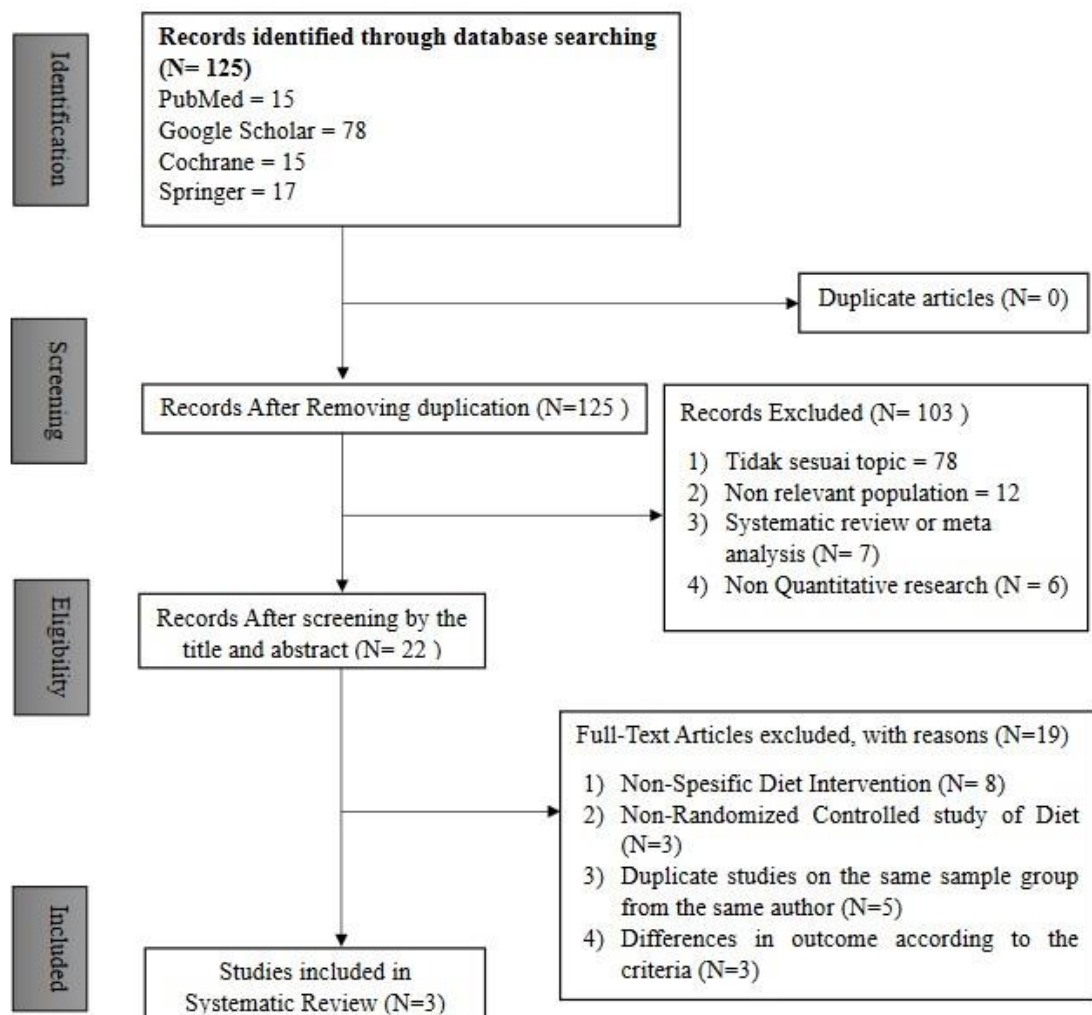 Identification
Records identified through database searching
(N= 125)
PubMed = 15
Google Scholar = 78
Cochrane = 15
Springer = 17
Duplicate articles (N= 0)
Screening
Records After Removing duplication (N=125 )
Records Excluded (N= 103 )
1) Tidak sesuai topic = 78
2) Non relevant population = 12
3) Systematic review or meta
analysis (N= 7)
4) Non Quantitative research (N = 6)
Eligibility
Records After screening by the
title and abstract (N= 22 )
Full-Text Articles excluded, with reasons (N=19)
1) Non-Spesific Diet Intervention (N= 8)
2) Non-Randomized Controlled study of Diet
(N=3)
3) Duplicate studies on the same sample group
from the same author (N=5)
4) Differences in outcome according to the
criteria (N=3)
Included
Studies included in
Systematic Review (N=3)